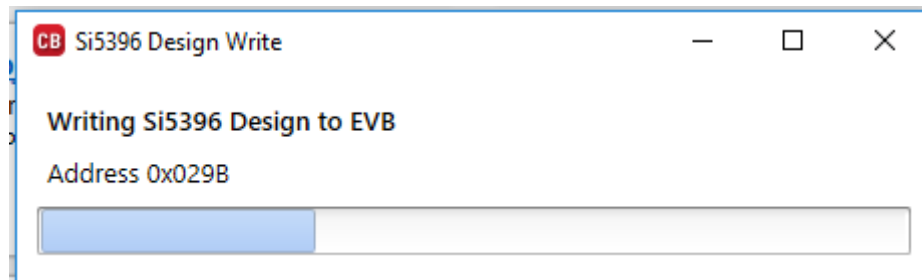 CB Si5396 Design Write
Writing Si5396 Design to EVB
Address 0x029B